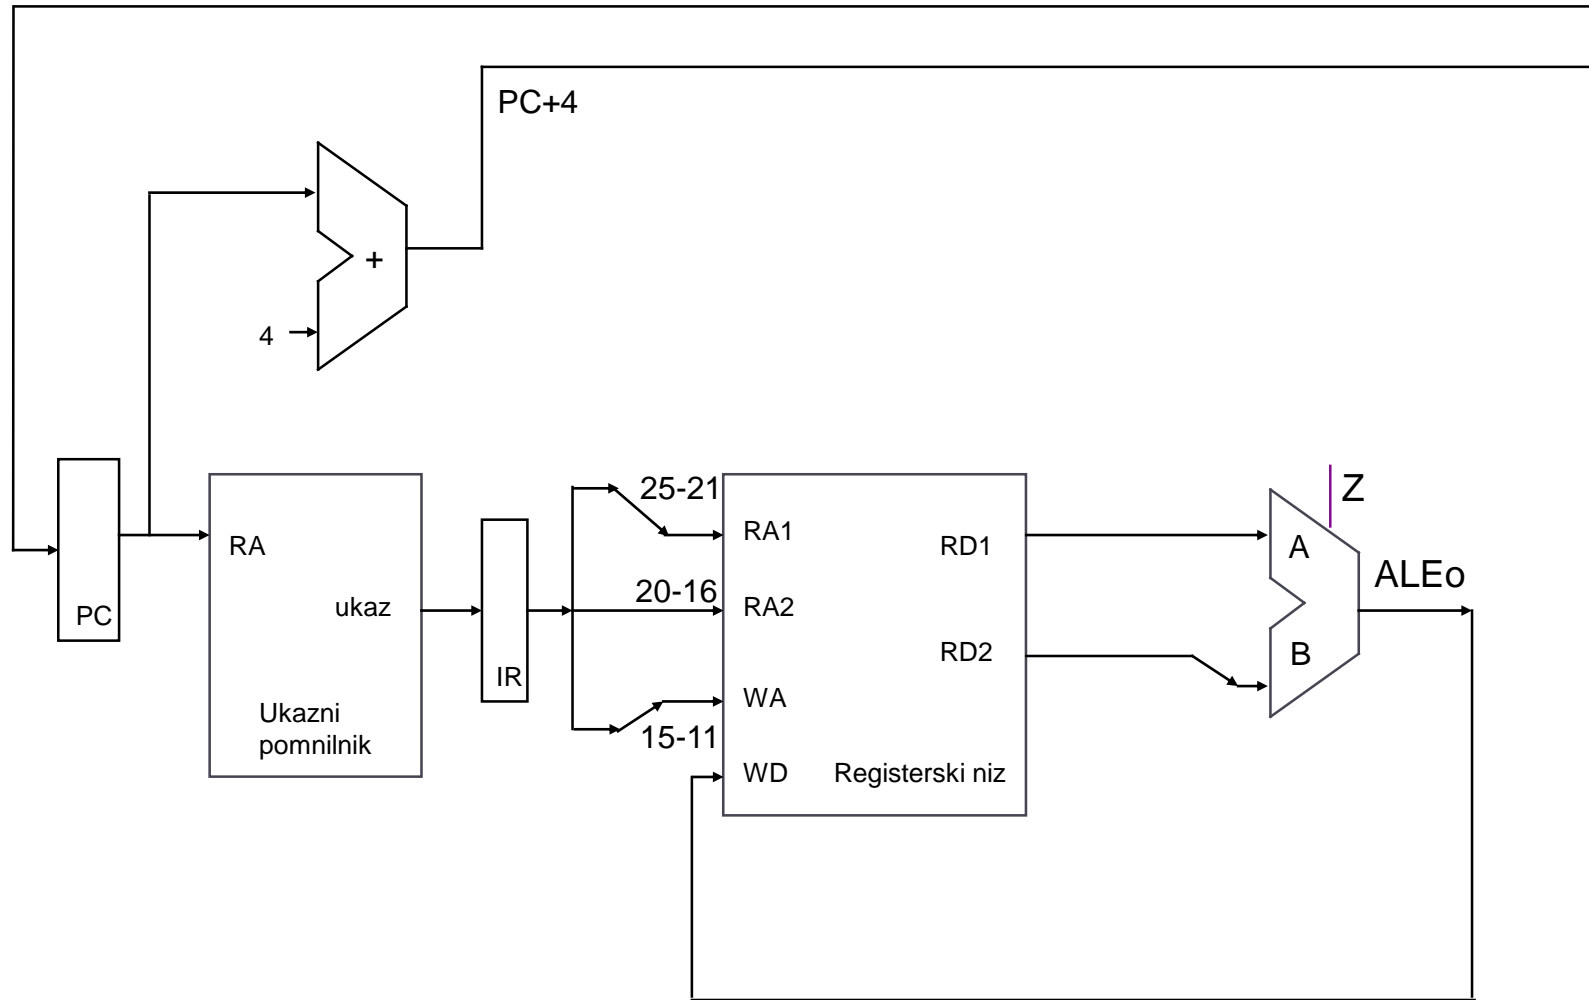 PC+4
+
4
PC
RA
ukaz
Ukazni
pomnilnik
IR
25-21
20-16
15-11
RA1
RA2
WA
WD
RD1
RD2
Registerski niz
Z
A
B
ALEo